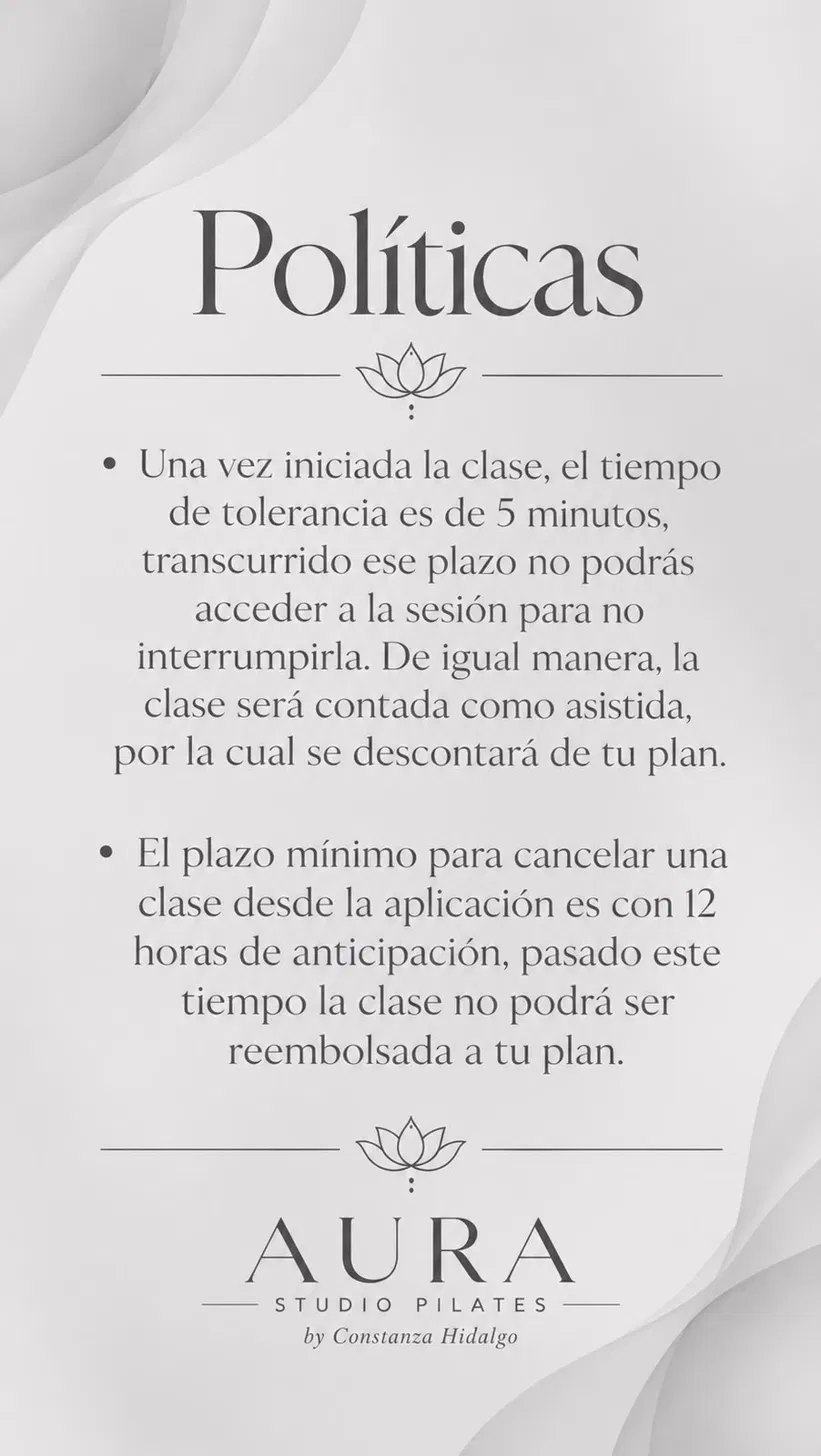 Políticas
• Una vez iniciada la clase, el tiempo
de tolerancia es de 5 minutos,
transcurrido ese plazo no podrás
acceder a la sesión para no
interrumpirla. De igual manera, la
clase será contada como asistida,
por la cual se descontará de tu plan.
• El plazo mínimo para cancelar una
clase desde la aplicación es con 12
horas de anticipación, pasado este
tiempo la clase no podrá ser
reembolsada a tu plan.
AURA
STUDIO PILATES
by Constanza Hidalgo